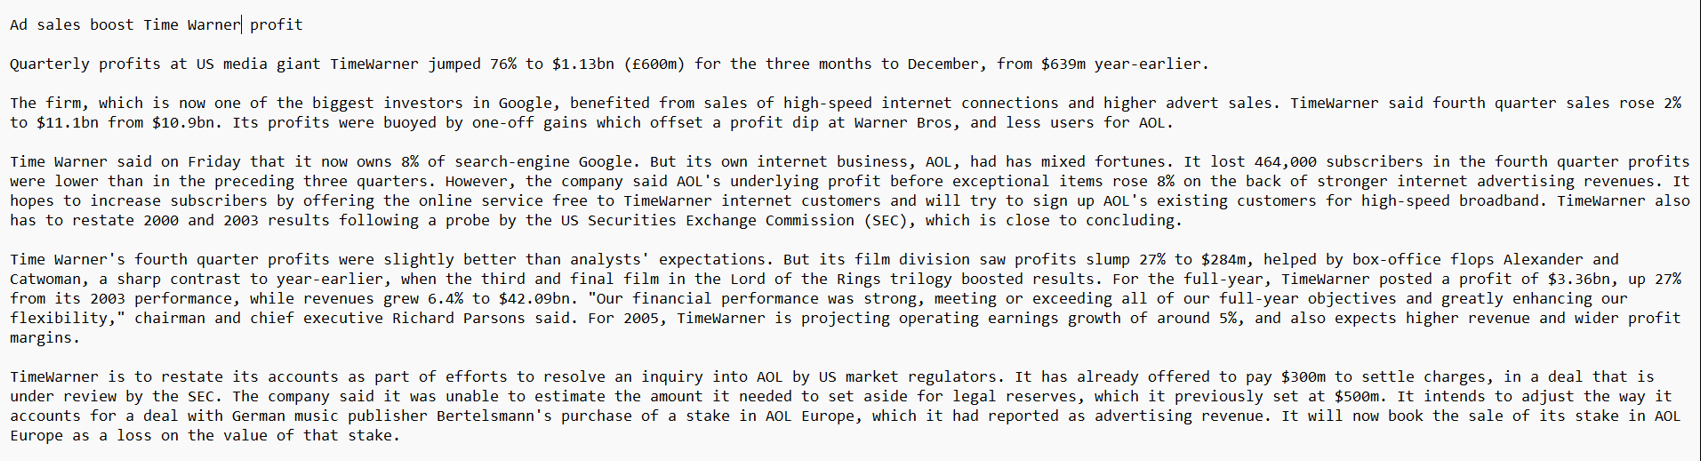 Ad sales boost Time Warner profit
Quarterly profits at US media giant TimeWarner jumped 76% to $1.13bn (£600m) for the three months to December, from $639m year-earlier.
The firm, which is now one of the biggest investors in Google, benefited from sales of high-speed internet connections and higher advert sales. TimeWarner said fourth quarter sales rose 2%
to $11.1bn from $10.9bn. Its profits were buoyed by one-off gains which offset a profit dip at Warner Bros, and less users for AOL.
Time Warner said on Friday that it now owns 8% of search-engine Google. But its own internet business, AOL, had has mixed fortunes. It lost 464,000 subscribers in the fourth quarter profits
were lower than in the preceding three quarters. However, the company said AOL's underlying profit before exceptional items rose 8% on the back of stronger internet advertising revenues. It
hopes to increase subscribers by offering the online service free to TimeWarner internet customers and will try to sign up AOL's existing customers for high-speed broadband. TimeWarner also
has to restate 2000 and 2003 results following a probe by the US Securities Exchange Commission (SEC), which is close to concluding.
Time Warner's fourth quarter profits were slightly better than analysts' expectations. But its film division saw profits slump 27% to $284m, helped by box-office flops Alexander and
Catwoman, a sharp contrast to year-earlier, when the third and final film in the Lord of the Rings trilogy boosted results. For the full-year, TimeWarner posted a profit of $3.36bn, up 27%
from its 2003 performance, while revenues grew 6.4% to $42.09bn. "Our financial performance was strong, meeting or exceeding all of our full-year objectives and greatly enhancing our
flexibility," chairman and chief executive Richard Parsons said. For 2005, TimeWarner is projecting operating earnings growth of around 5%, and also expects higher revenue and wider profit
margins.
TimeWarner is to restate its accounts as part of efforts to resolve an inquiry into AOL by US market regulators. It has already offered to pay $300m to settle charges, in a deal that is
under review by the SEC. The company said it was unable to estimate the amount it needed to set aside for legal reserves, which it previously set at $500m. It intends to adjust the way it
accounts for a deal with German music publisher Bertelsmann's purchase of a stake in AOL Europe, which it had reported as advertising revenue. It will now book the sale of its stake in AOL
Europe as a loss on the value of that stake.